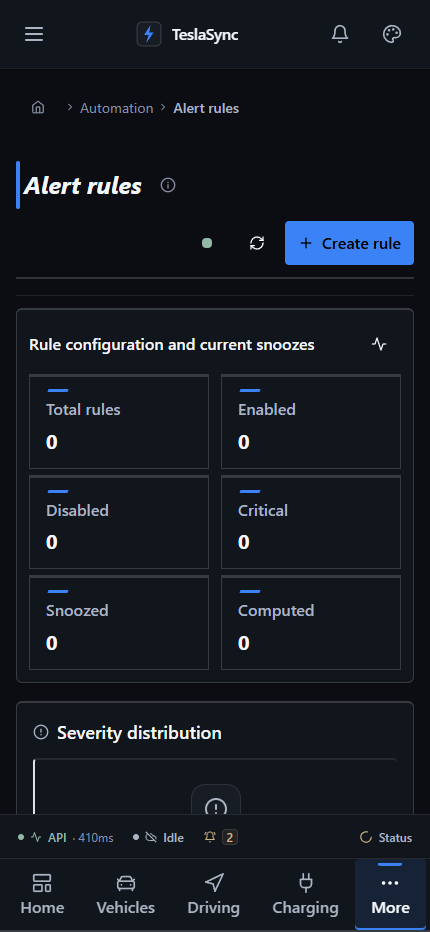 TeslaSync
Automation
Alert rules
Alert rules
Create rule
Rule configuration and current snoozes
Total rules
0
Enabled
0
Disabled
0
Critical
0
Snoozed
0
Computed
0
Severity distribution
API · 410ms
Idle
2
Status
Home
Vehicles
Driving
Charging
More